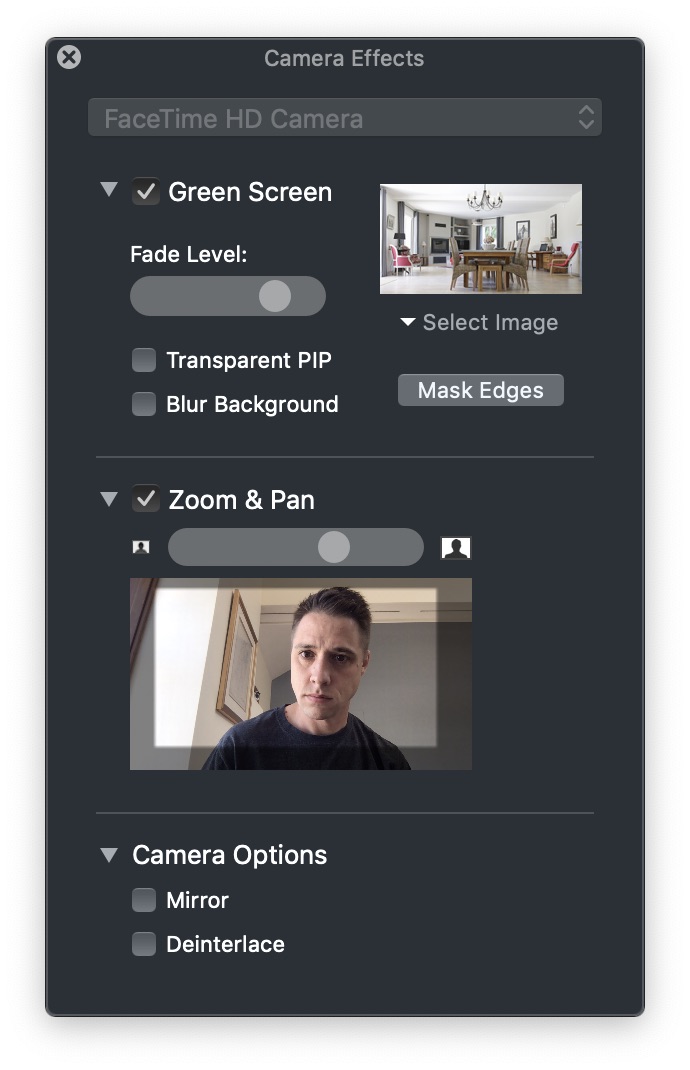 Camera Effects
FaceTime HD Camera
Green Screen
Fade Level:
Select Image
Transparent PIP
Mask Edges
Blur Background
Zoom & Pan
Camera Options
Mirror
Deinterlace